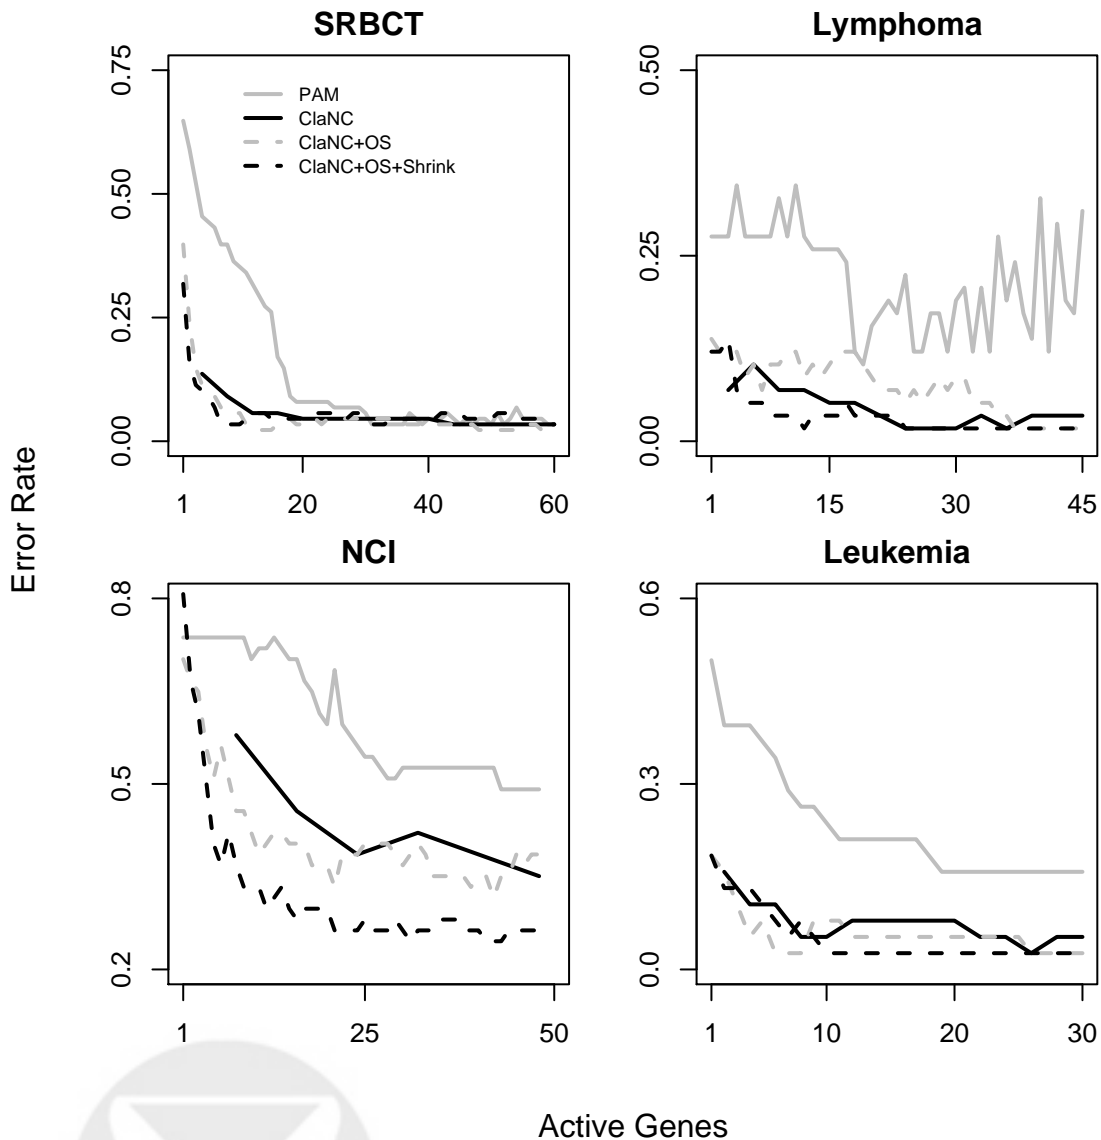 SRBCT
0.75
0.50
0.25
0.00
PAM
ClaNC
ClaNC+OS
ClaNC+OS+Shrink
1 20 40 60
Lymphoma
0.50
0.25
0.00
1 15 30 45
Error Rate
NCI
0.8
0.5
0.2
1 25 50
Leukemia
0.6
0.3
0.0
1 10 20 30
Active Genes